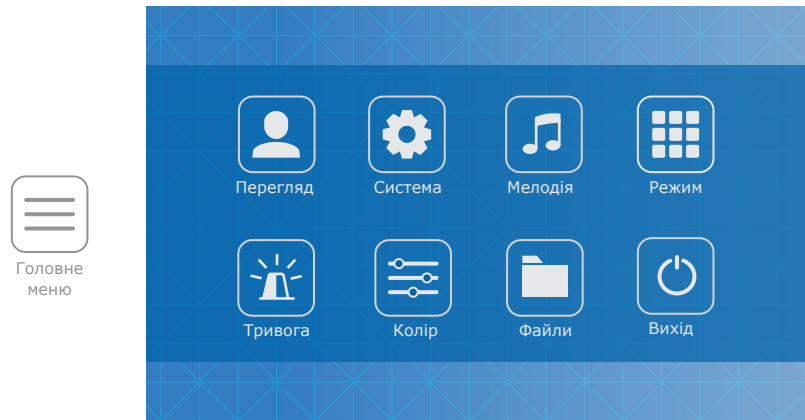 Головне
меню
Перегляд
Система
Мелодія
Режим
Тривога
Колір
Файли
Вихід